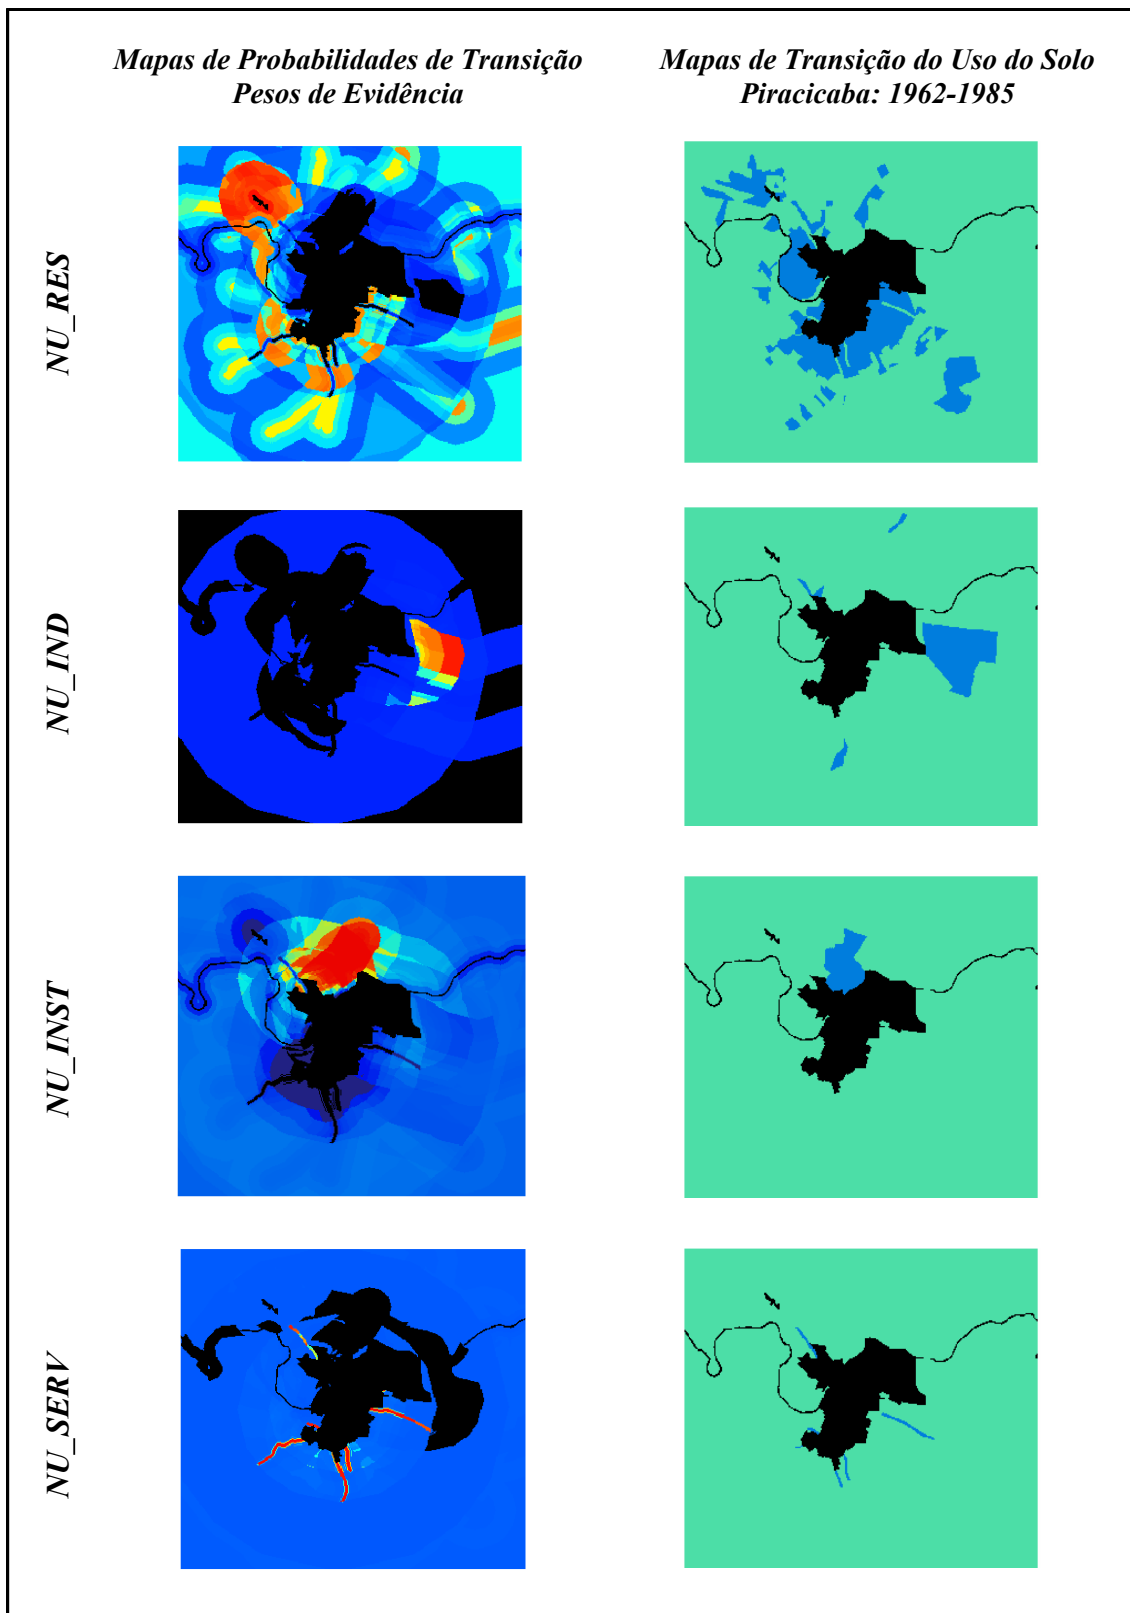 Mapas de Probabilidades de Transição
Pesos de Evidência
Mapas de Transição do Uso do Solo
Piracicaba: 1962-1985
NU_RES
NU_IND
NU_INST
NU_SERV